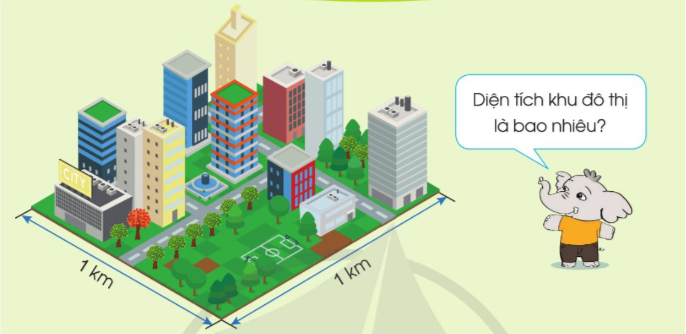 Diện tích khu đô thị
là bao nhiêu?
CITY
1 km
1 km